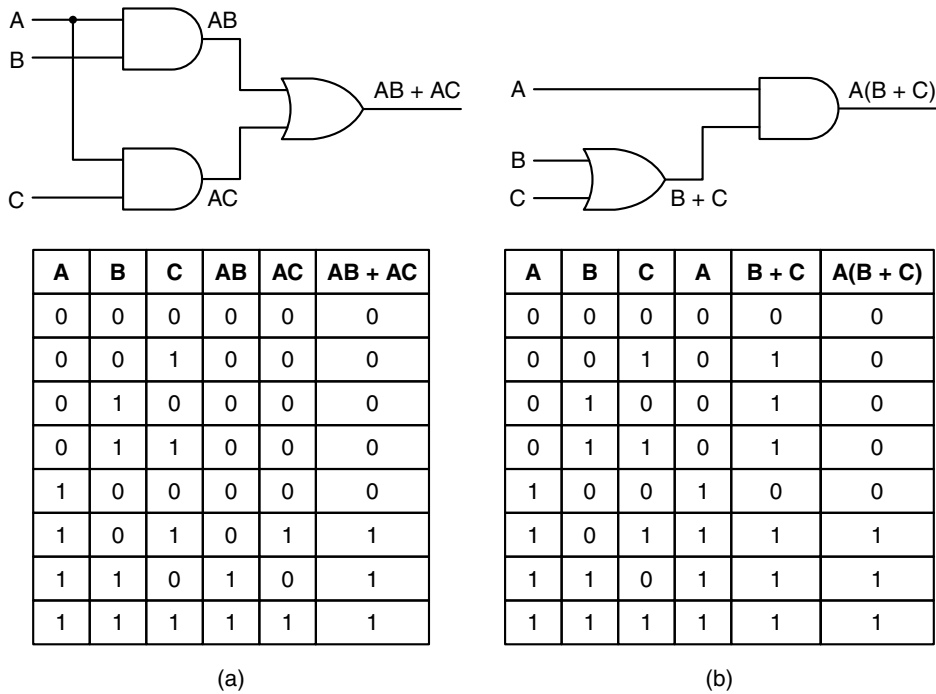 A
B
C
AB
AC
AB + AC
A
B
C
B + C
A(B + C)
A B C AB AC AB + AC
0 0 0 0 0 0
0 0 1 0 0 0
0 1 0 0 0 0
0 1 1 0 0 0
1 0 0 0 0 0
1 0 1 0 1 1
1 1 0 1 0 1
1 1 1 1 1 1
(a)
A B C A B + C A(B + C)
0 0 0 0 0 0
0 0 1 0 1 0
0 1 0 0 1 0
0 1 1 0 1 0
1 0 0 1 0 0
1 0 1 1 1 1
1 1 0 1 1 1
1 1 1 1 1 1
(b)